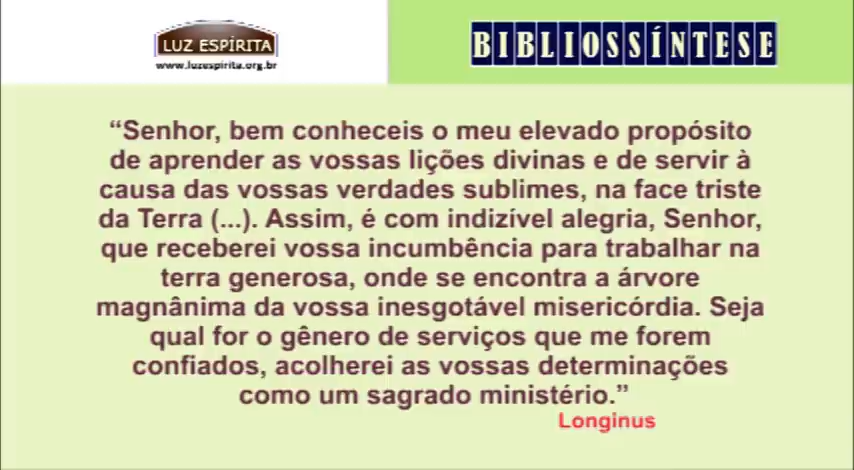 LUZ ESPÍRITA
www.luzespirita.org.br
BIBLIOSSÍNTESE
“Senhor, bem conheceis o meu elevado propósito
de aprender as vossas lições divinas e de servir à
causa das vossas verdades sublimes, na face triste
da Terra (...). Assim, é com indizível alegria, Senhor,
que receberei vossa incumbência para trabalhar na
terra generosa, onde se encontra a árvore
magnânima da vossa inesgotável misericórdia. Seja
qual for o gênero de serviços que me forem
confiados, acolherei as vossas determinações
como um sagrado ministério.”
Longinus